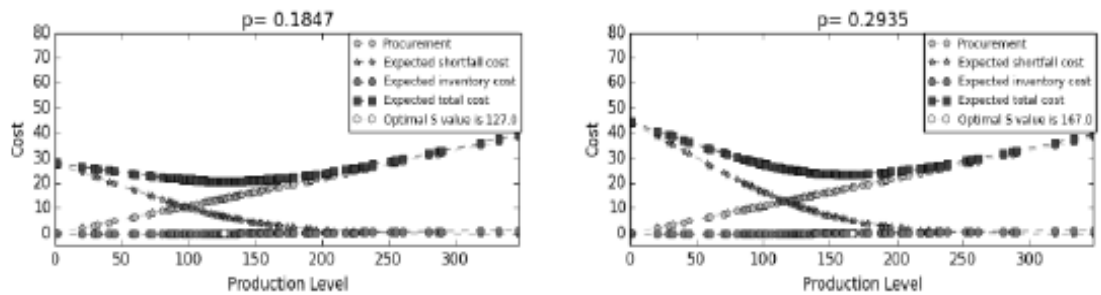 p= 0.1847
80
70
60
50
40
30
20
10
0
Cost
Procurement
Expected shortfall cost
Expected inventory cost
Expected total cost
Optimal S value is 127.0
0 50 100 150 200 250 300
Production Level
p= 0.2935
80
70
60
50
40
30
20
10
0
Cost
Procurement
Expected shortfall cost
Expected inventory cost
Expected total cost
Optimal S value is 167.0
0 50 100 150 200 250 300
Production Level